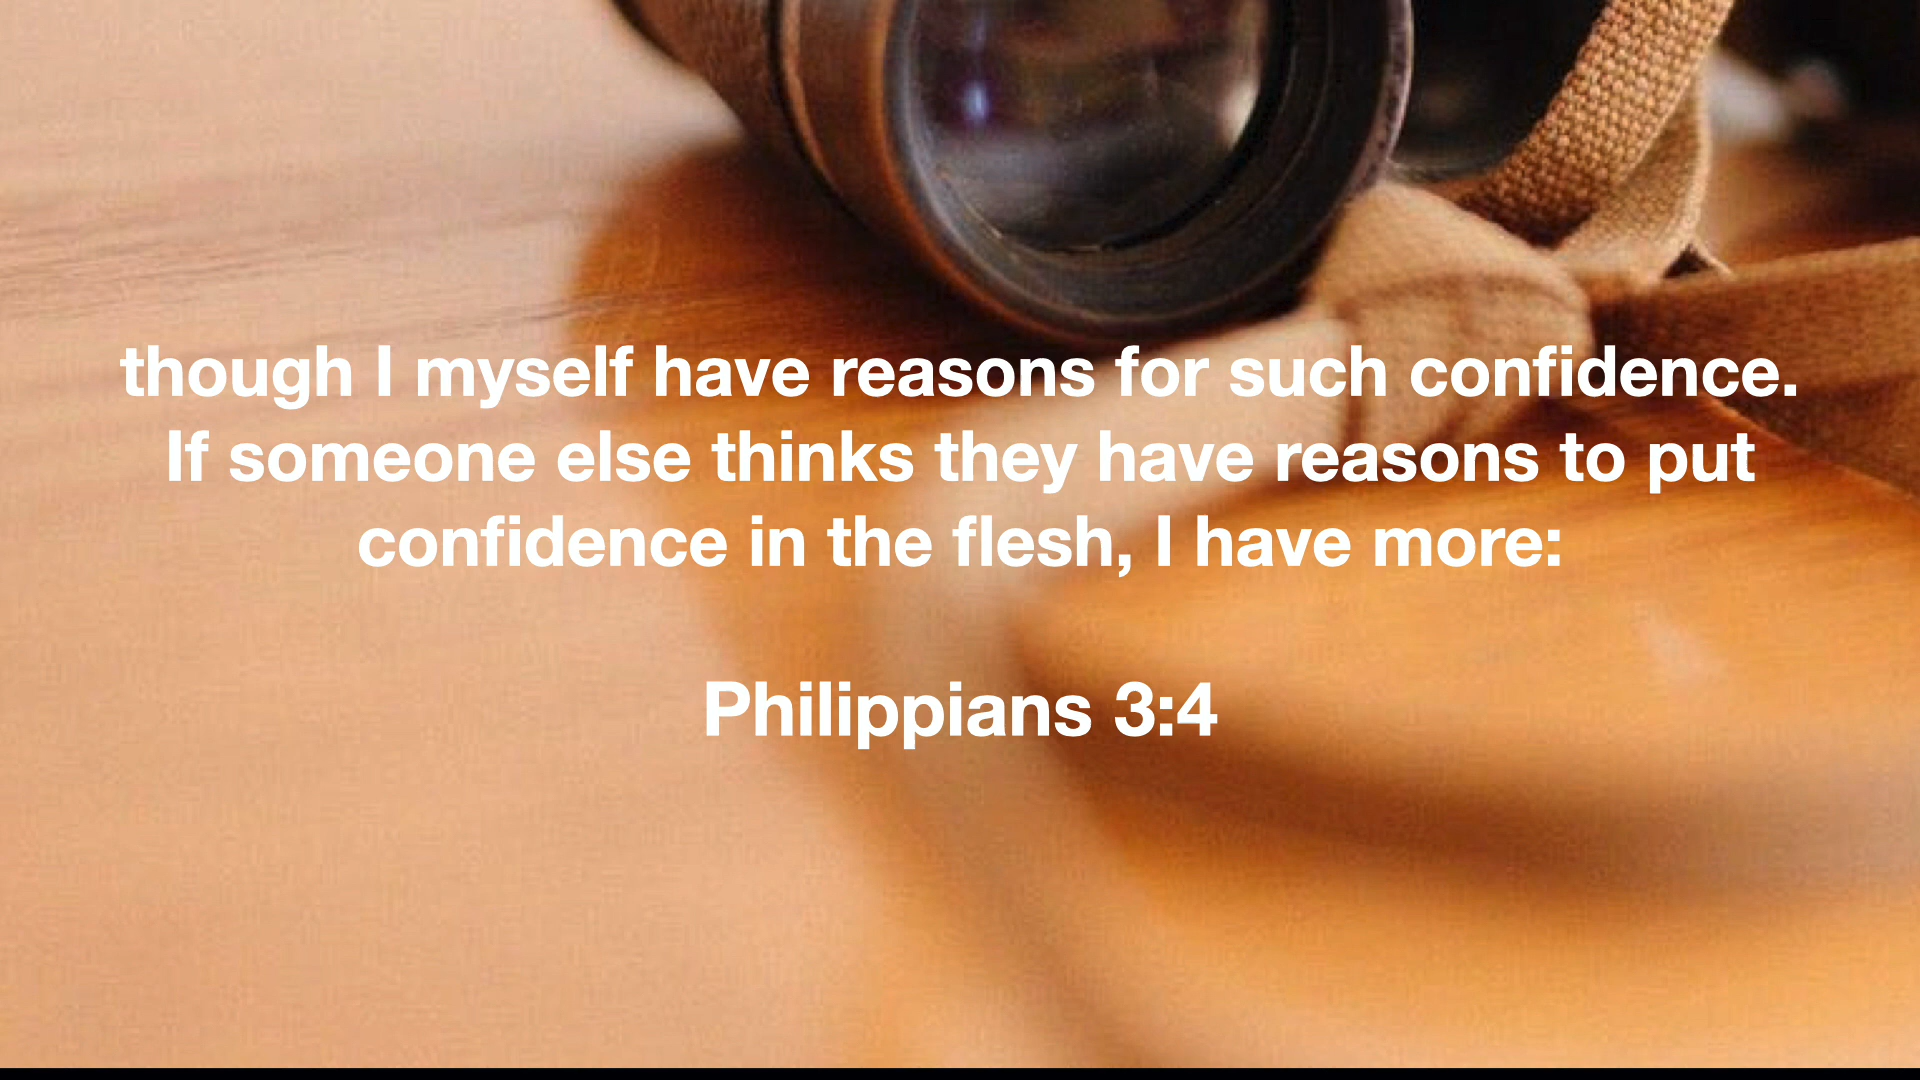 though I myself have reasons for such confidence.
If someone else thinks they have reasons to put
confidence in the flesh, I have more:
Philippians 3:4